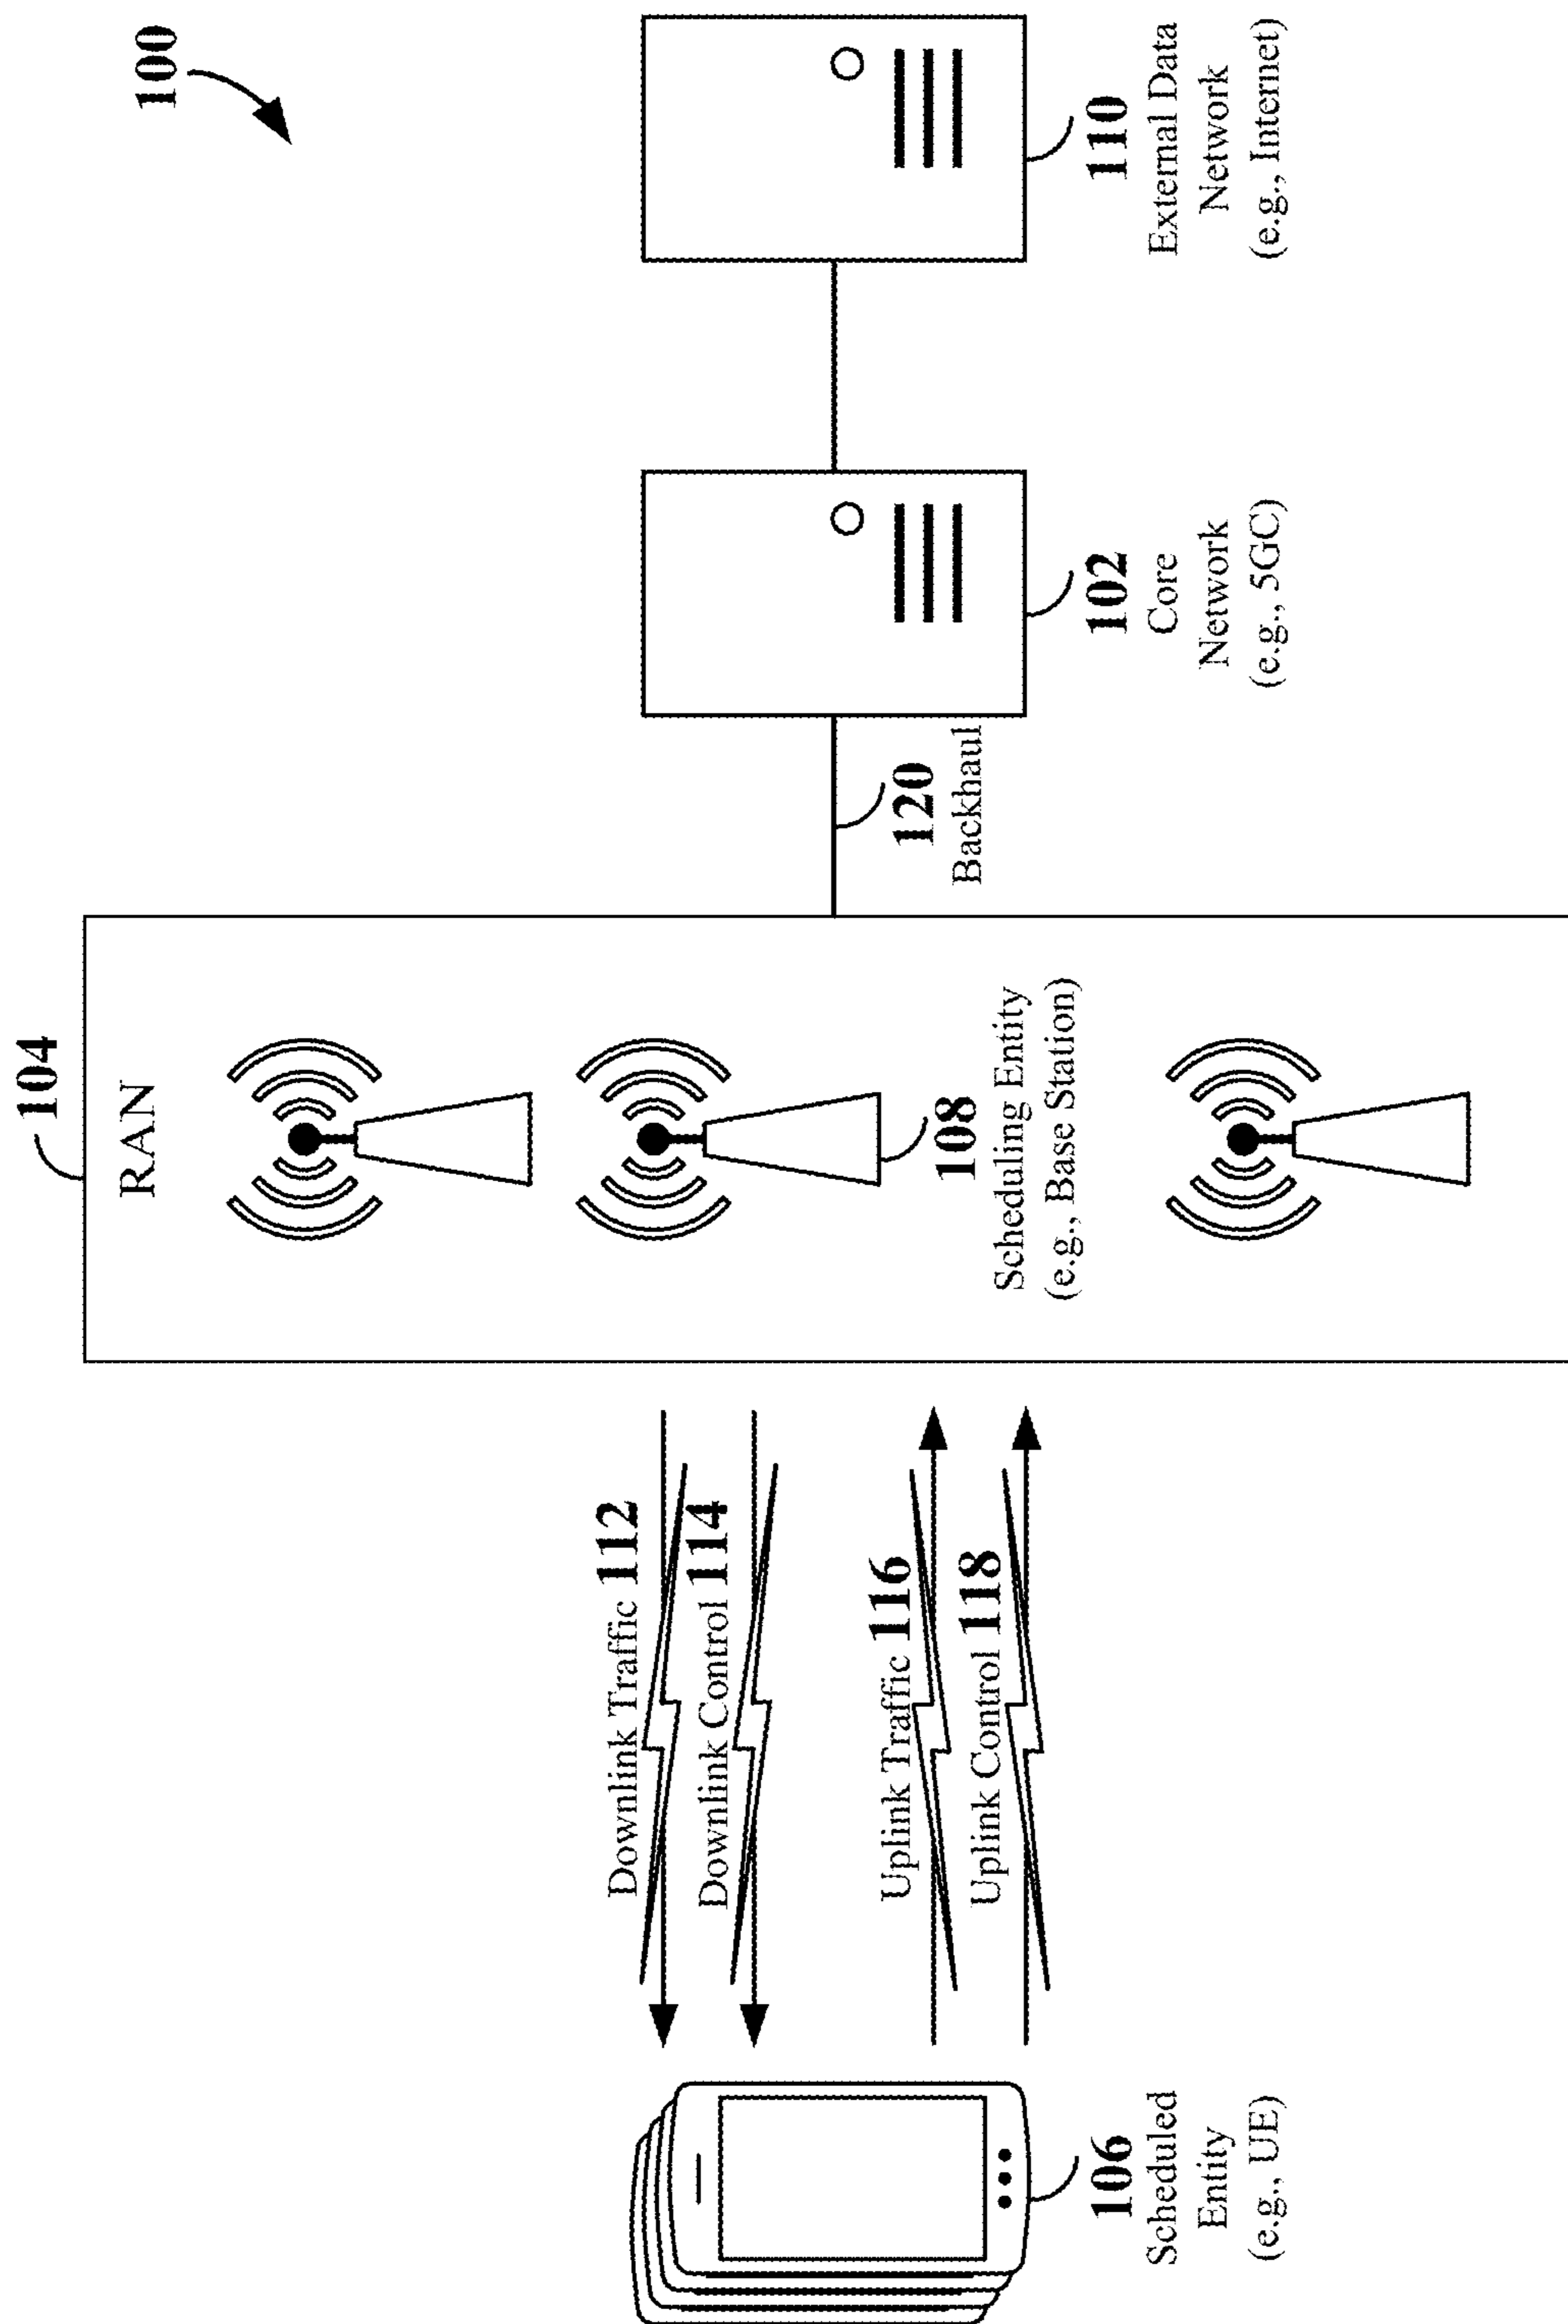 100
104
RAN
108
Scheduling Entity
(e.g., Base Station)
Downlink Traffic 112
Downlink Control 114
Uplink Traffic 116
Uplink Control 118
106
Scheduled
Entity
(e.g., UE)
120
Backhaul
102
Core
Network
(e.g., 5GC)
110
External Data
Network
(e.g., Internet)